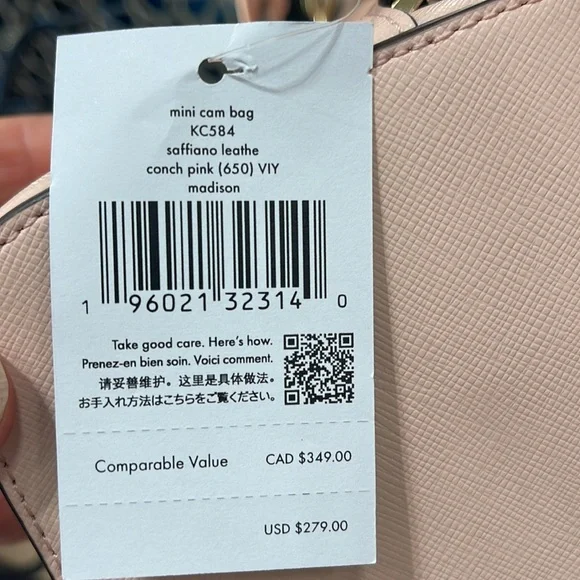 mini cam bag
KC584
saffiano leathe
conch pink (650) VIY
madison
1 96021 32314 0
Take good care. Here's how.
Prenez-en bien soin. Voici comment.
请妥善维护。这里是具体做法。
お手入れ方法はこちらをご覧ください。
Comparable Value CAD $349.00
USD $279.00